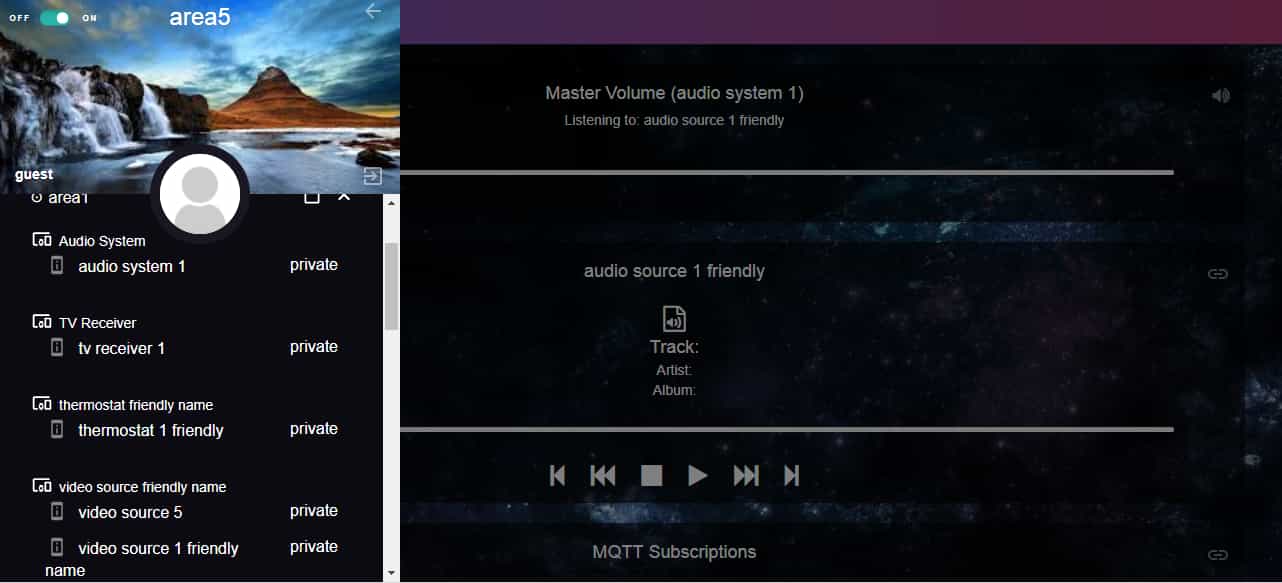 OFF ON area5
guest
area1
Audio System
audio system 1 private
TV Receiver
tv receiver 1 private
thermostat friendly name
thermostat 1 friendly private
video source friendly name
video source 5 private
video source 1 friendly private
name
Master Volume (audio system 1)
Listening to: audio source 1 friendly
audio source 1 friendly
Track:
Artist:
Album:
MQTT Subscriptions